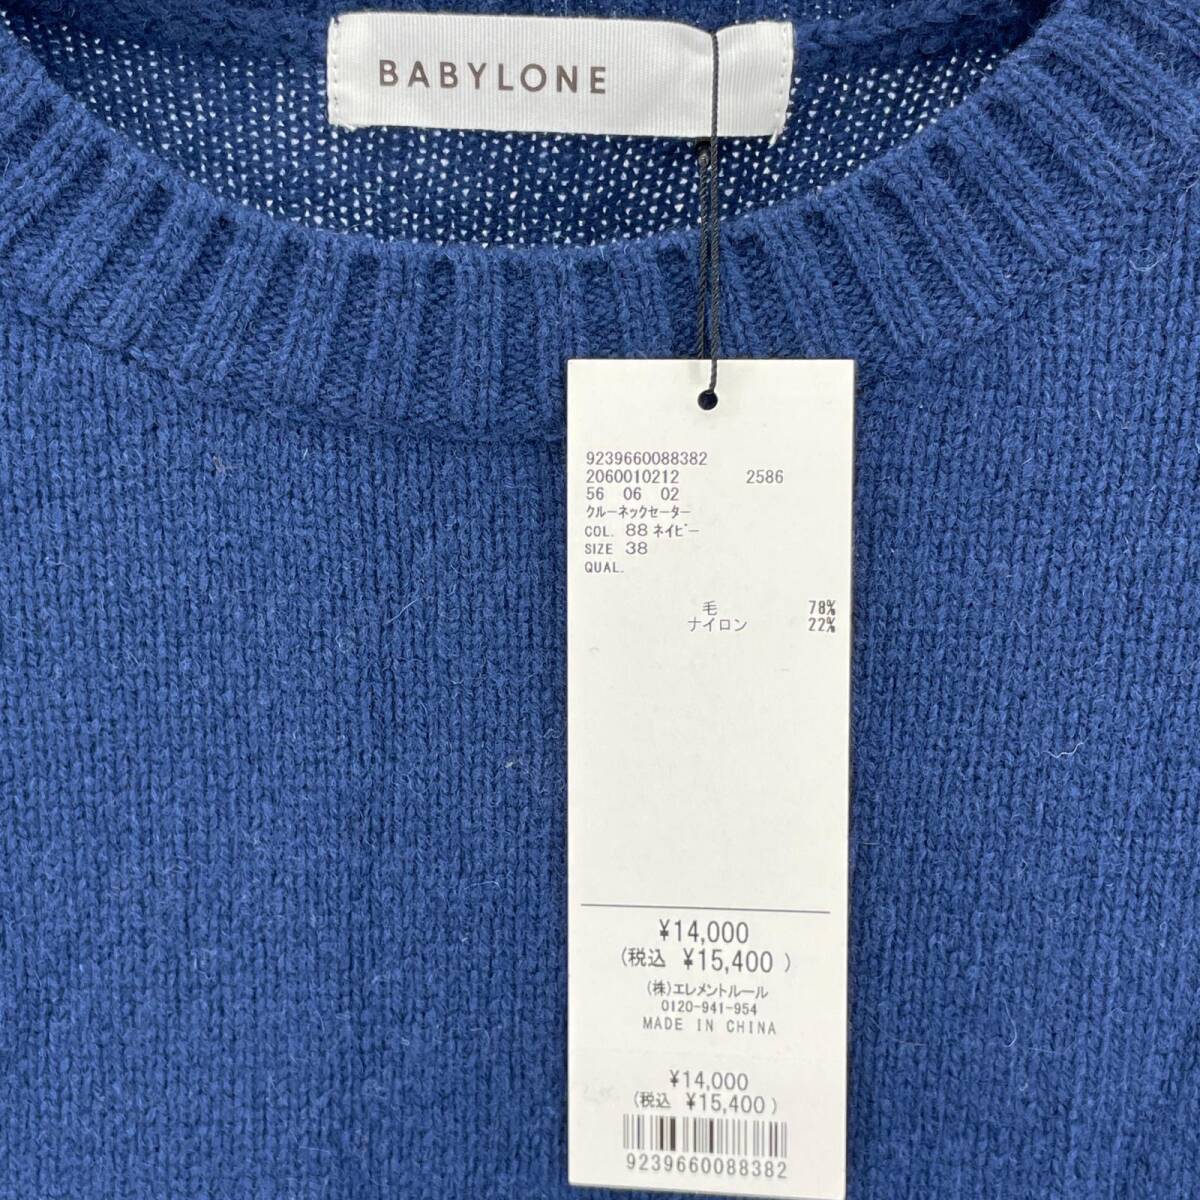 BABYLONE
9239660088382
2060010212 2586
56 06 02
クルーネックセーター
COL. 88 ネイビー
SIZE 38
QUAL.
毛 78%
ナイロン 22%
¥14,000
(税込 ¥15,400 )
(株)エレメントルール
0120-941-954
MADE IN CHINA
¥14,000
(税込 ¥15,400 )
9239660088382